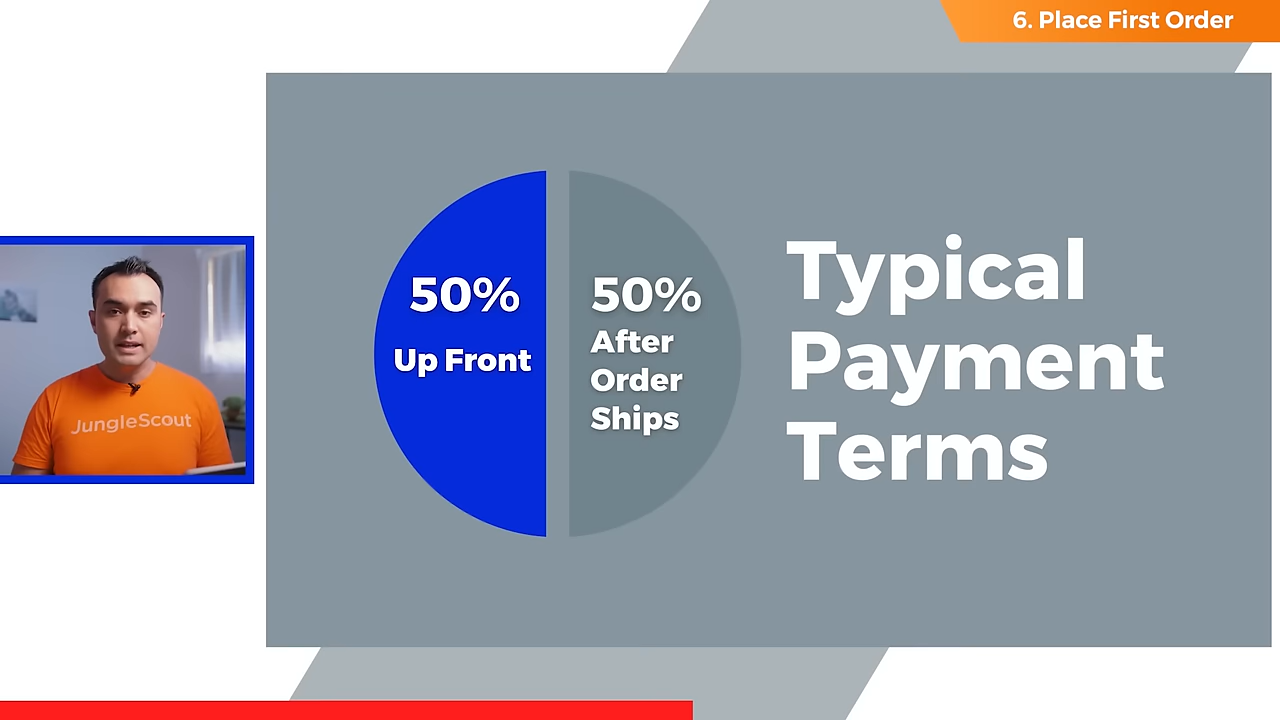 6. Place First Order
JungleScout
50%
Up Front
50%
After
Order
Ships
Typical
Payment
Terms